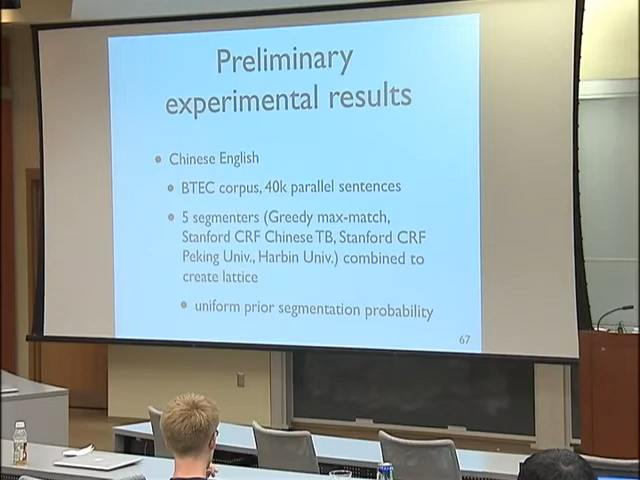 Preliminary
experimental results
Chinese English
BTEC corpus, 40k parallel sentences
5 segmenters (Greedy max-match,
Stanford CRF Chinese TB, Stanford CRF
Peking Univ., Harbin Univ.) combined to
create lattice
uniform prior segmentation probability
67